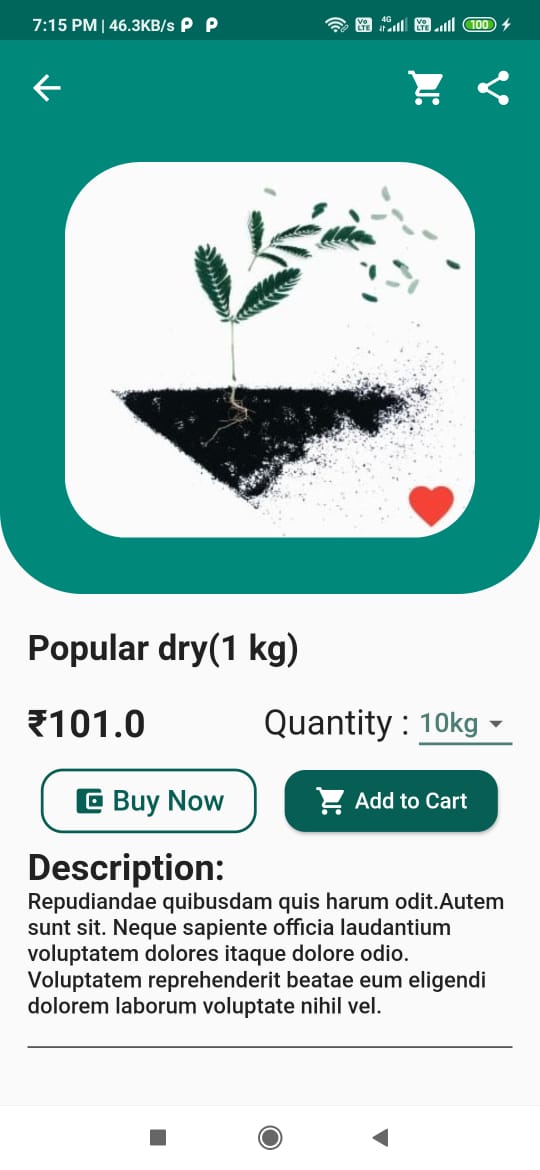 7:15 PM | 46.3KB/s
Vo LTE 4G Vo LTE 100
Popular dry(1 kg)
₹101.0 Quantity : 10kg
Buy Now Add to Cart
Description:
Repudiandae quibusdam quis harum odit.Autem
sunt sit. Neque sapiente officia laudantium
voluptatem dolores itaque dolore odio.
Voluptatem reprehenderit beatae eum eligendi
dolorem laborum voluptate nihil vel.